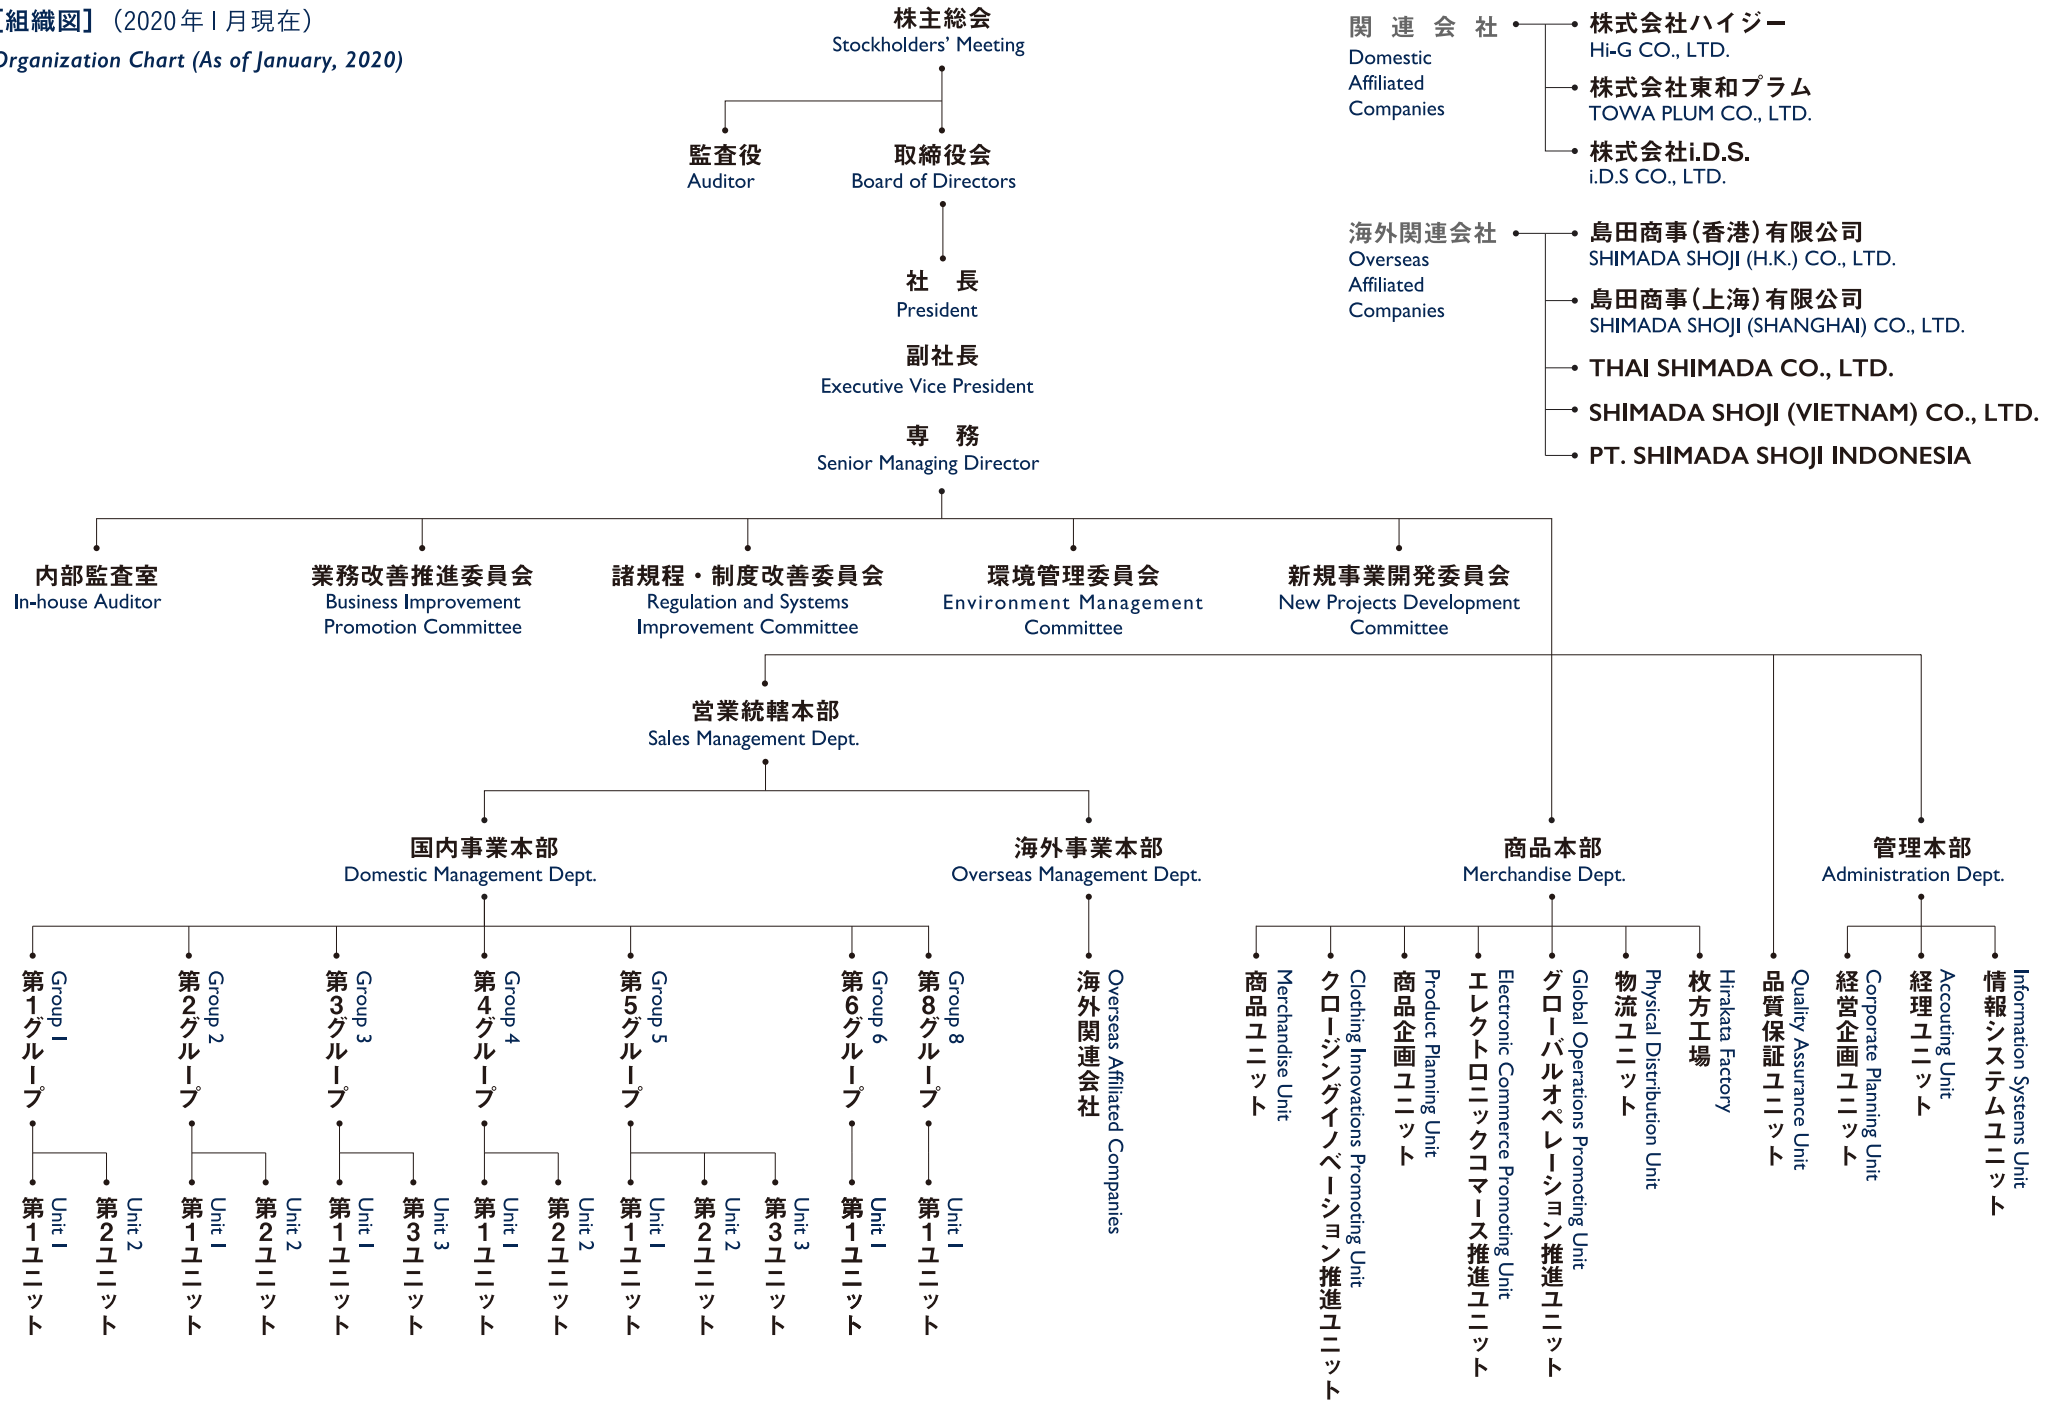 [組織図]（2020年1月現在）
Organization Chart (As of January, 2020)
株主総会
Stockholders' Meeting
監査役
Auditor
取締役会
Board of Directors
社　長
President
副社長
Executive Vice President
専　務
Senior Managing Director
関連会社
Domestic
Affiliated
Companies
株式会社ハイジー
Hi-G CO., LTD.
株式会社東和プラム
TOWA PLUM CO., LTD.
株式会社i.D.S.
i.D.S CO., LTD.
海外関連会社
Overseas
Affiliated
Companies
島田商事（香港）有限公司
SHIMADA SHOJI (H.K.) CO., LTD.
島田商事（上海）有限公司
SHIMADA SHOJI (SHANGHAI) CO., LTD.
THAI SHIMADA CO., LTD.
SHIMADA SHOJI (VIETNAM) CO., LTD.
PT. SHIMADA SHOJI INDONESIA
内部監査室
In-house Auditor
業務改善推進委員会
Business Improvement
Promotion Committee
諸規程・制度改善委員会
Regulation and Systems
Improvement Committee
環境管理委員会
Environment Management
Committee
新規事業開発委員会
New Projects Development
Committee
営業統轄本部
Sales Management Dept.
国内事業本部
Domestic Management Dept.
海外事業本部
Overseas Management Dept.
商品本部
Merchandise Dept.
管理本部
Administration Dept.
第1グループ
Group 1
第2グループ
Group 2
第3グループ
Group 3
第4グループ
Group 4
第5グループ
Group 5
第6グループ
Group 6
第8グループ
Group 8
海外関連会社
Overseas Affiliated Companies
商品ユニット
Merchandise Unit
クロージングイノベーション推進ユニット
Clothing Innovations Promoting Unit
商品企画ユニット
Product Planning Unit
エレクトロニックコマース推進ユニット
Electronic Commerce Promoting Unit
グローバルオペレーション推進ユニット
Global Operations Promoting Unit
物流ユニット
Physical Distribution Unit
枚方工場
Hirakata Factory
品質保証ユニット
Quality Assurance Unit
経営企画ユニット
Corporate Planning Unit
経理ユニット
Accouting Unit
情報システムユニット
Information Systems Unit
第1ユニット
Unit 1
第2ユニット
Unit 2
第1ユニット
Unit 1
第2ユニット
Unit 2
第1ユニット
Unit 1
第3ユニット
Unit 3
第1ユニット
Unit 1
第2ユニット
Unit 2
第1ユニット
Unit 1
第2ユニット
Unit 2
第3ユニット
Unit 3
第1ユニット
Unit 1
第1ユニット
Unit 1